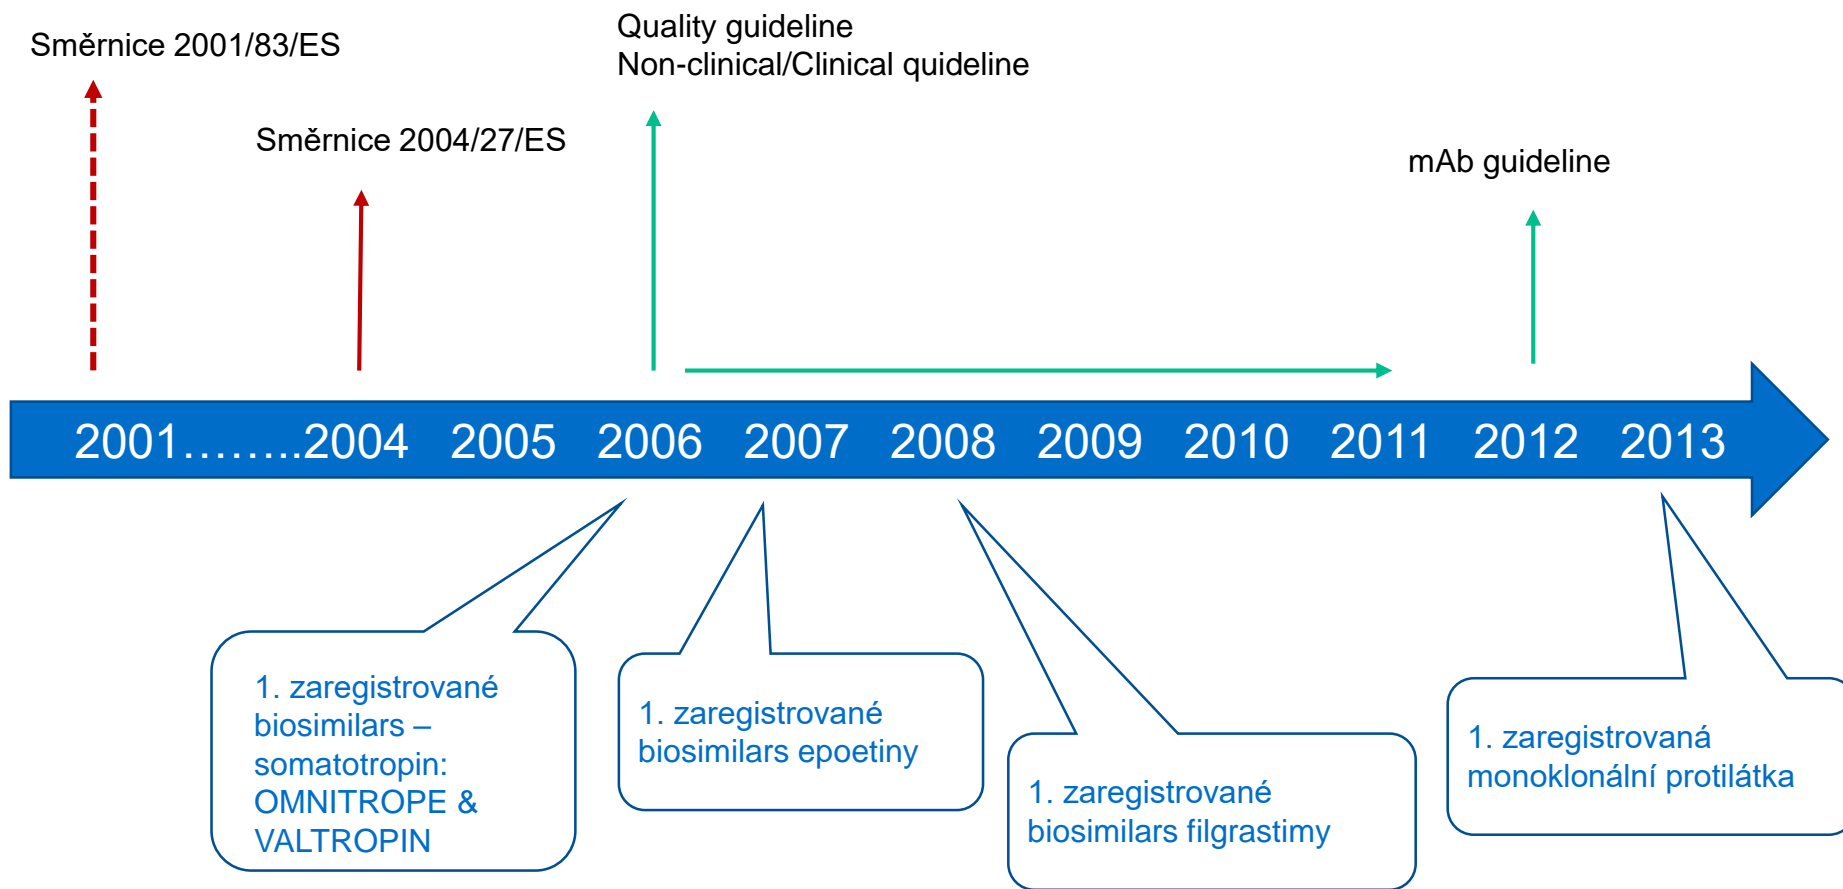 Směrnice 2001/83/ES
Quality guideline
Non-clinical/Clinical quideline
Směrnice 2004/27/ES
mAb guideline
2001……..2004 2005 2006 2007 2008 2009 2010 2011 2012 2013
1. zaregistrované
biosimilars –
somatotropin:
OMNITROPE &
VALTROPIN
1. zaregistrované
biosimilars epoetiny
1. zaregistrované
biosimilars filgrastimy
1. zaregistrovaná
monoklonální protilátka